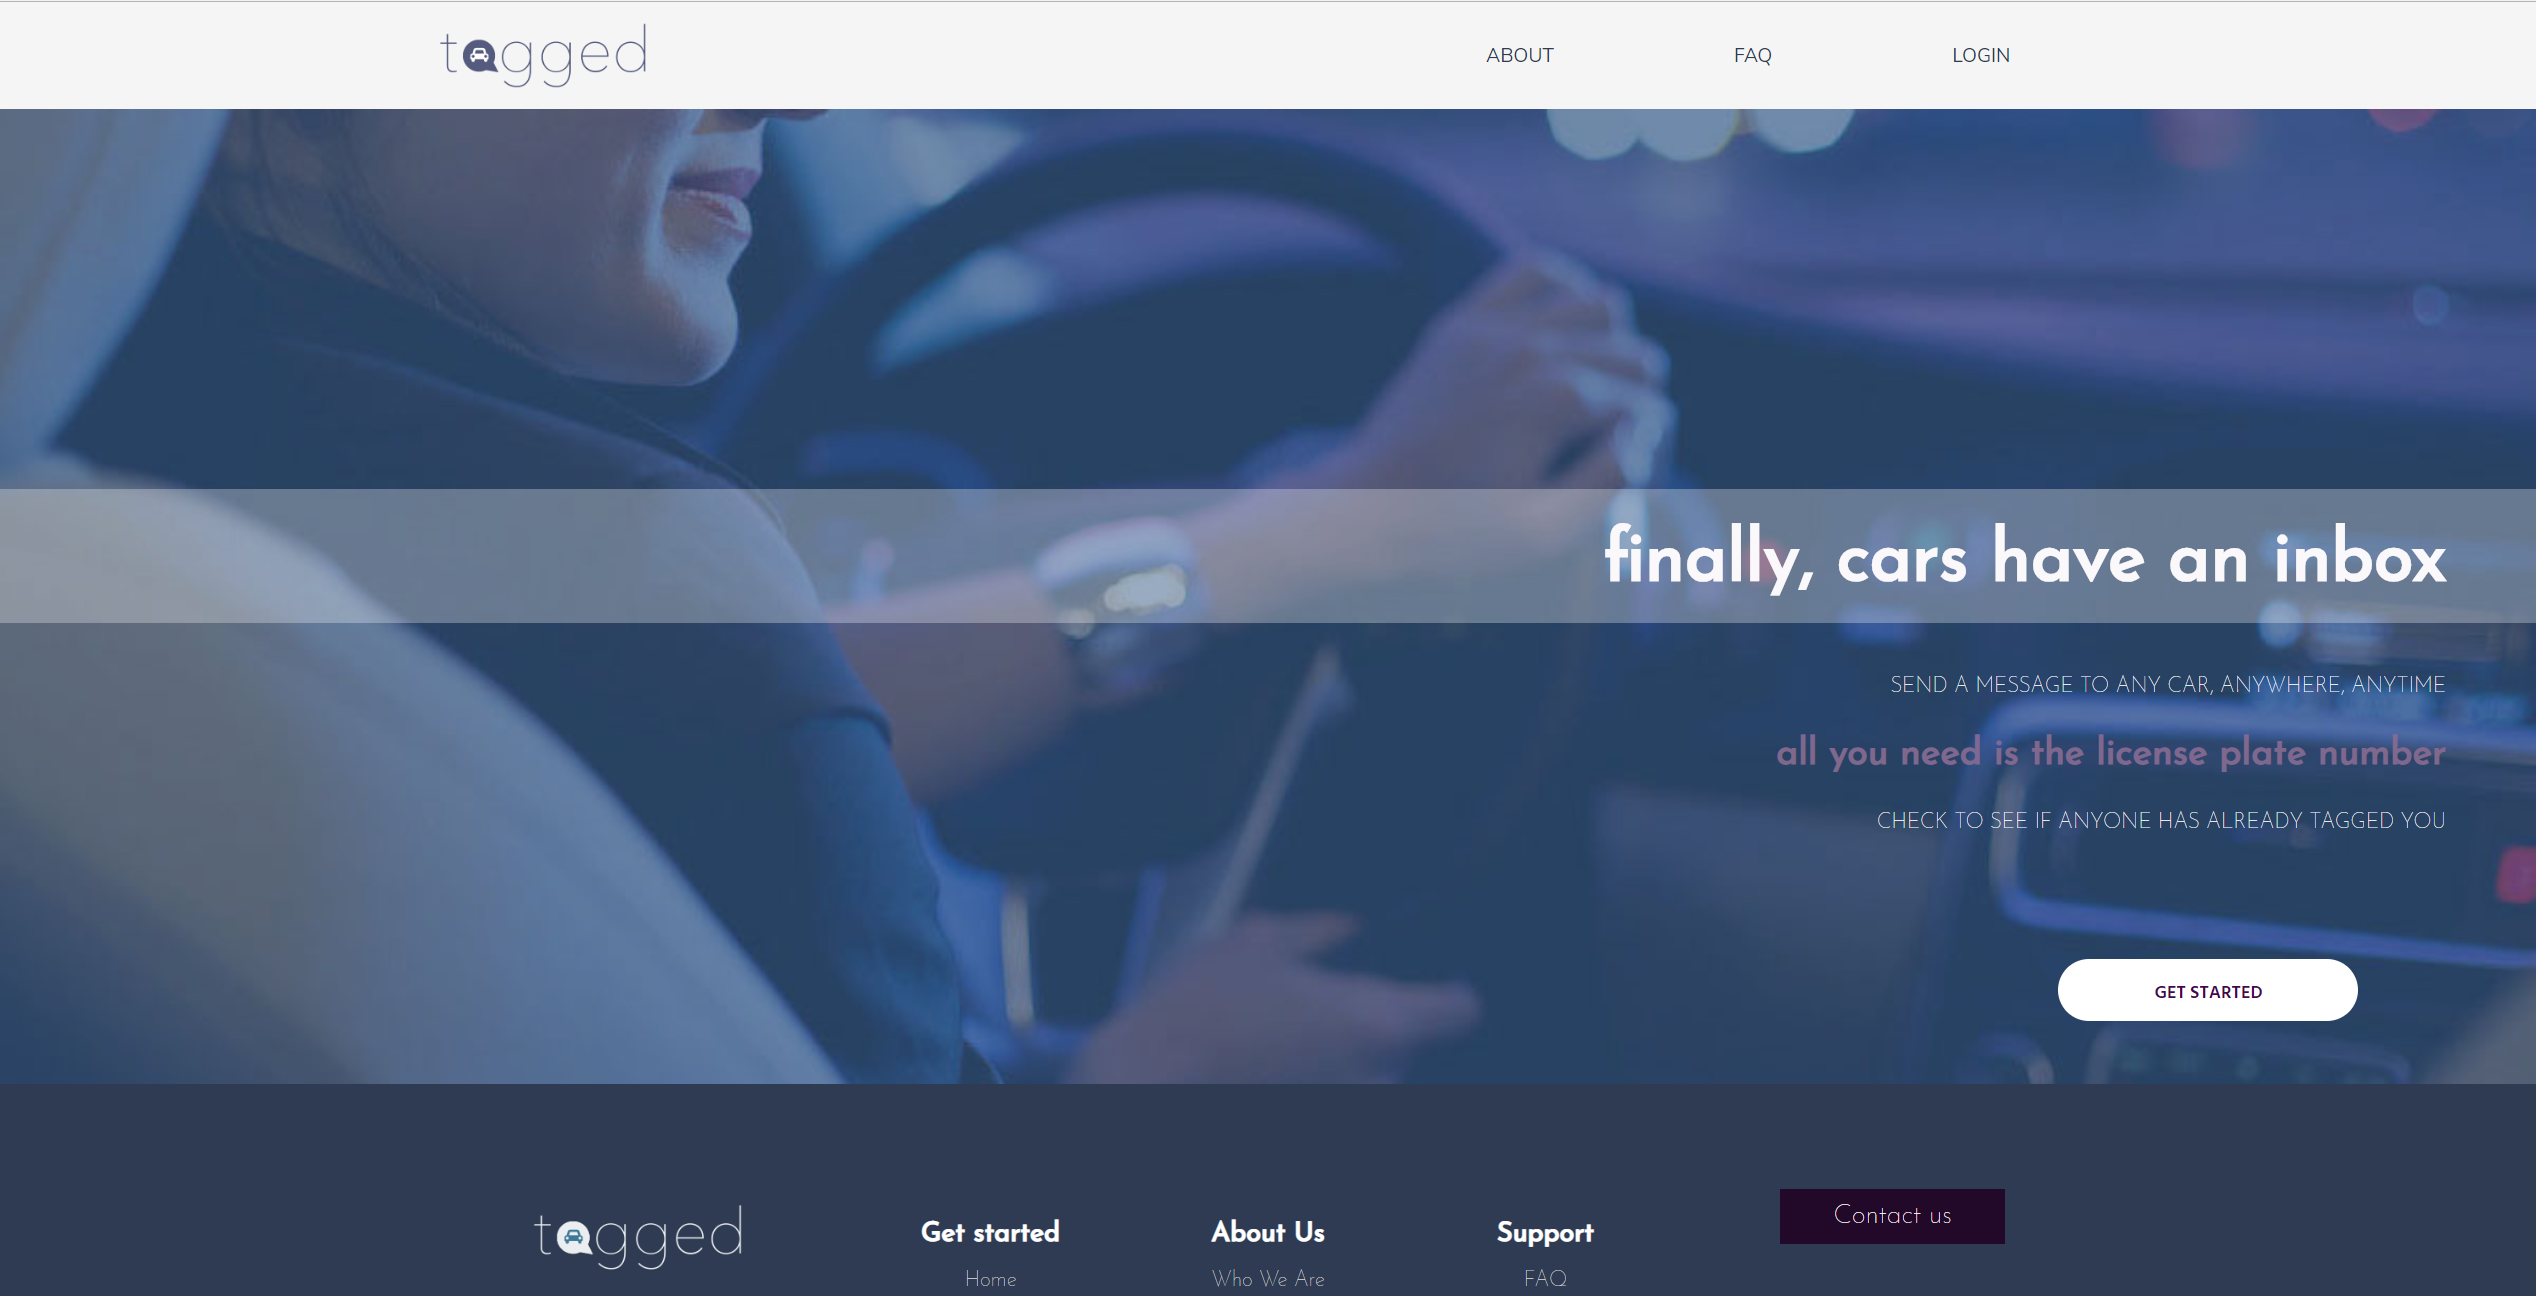 tagged
ABOUT FAQ LOGIN
finally, cars have an inbox
SEND A MESSAGE TO ANY CAR, ANYWHERE, ANYTIME
all you need is the license plate number
CHECK TO SEE IF ANYONE HAS ALREADY TAGGED YOU
GET STARTED
tagged
Get started
Home
About Us
Who We Are
Support
FAQ
Contact us